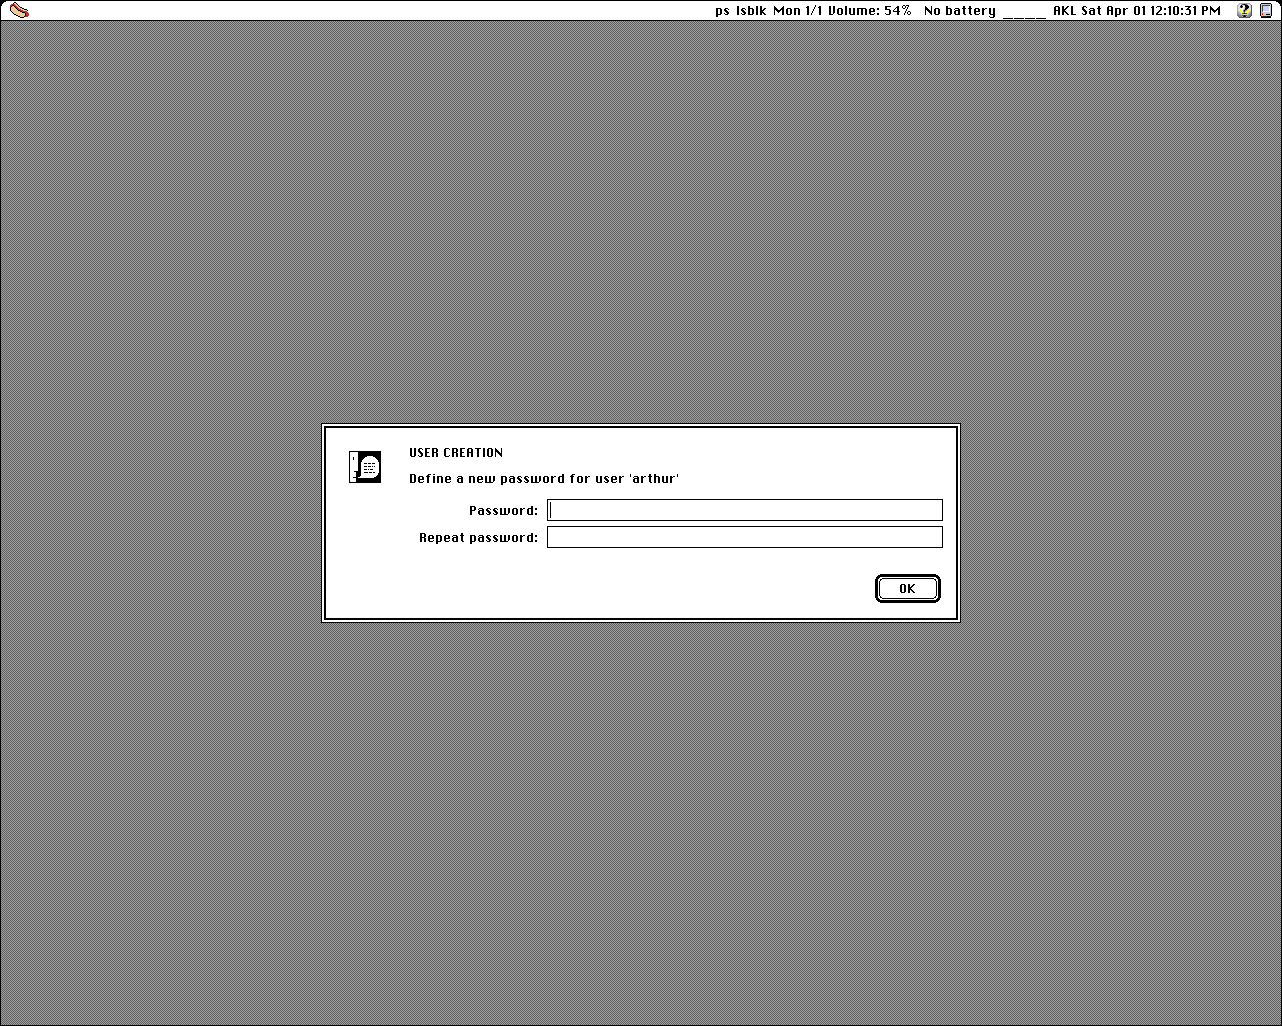 ps lsblk Mon 1/1 Volume: 54% No battery ____ AKL Sat Apr 01 12:10:31 PM
USER CREATION
Define a new password for user 'arthur'
Password:
Repeat password:
OK